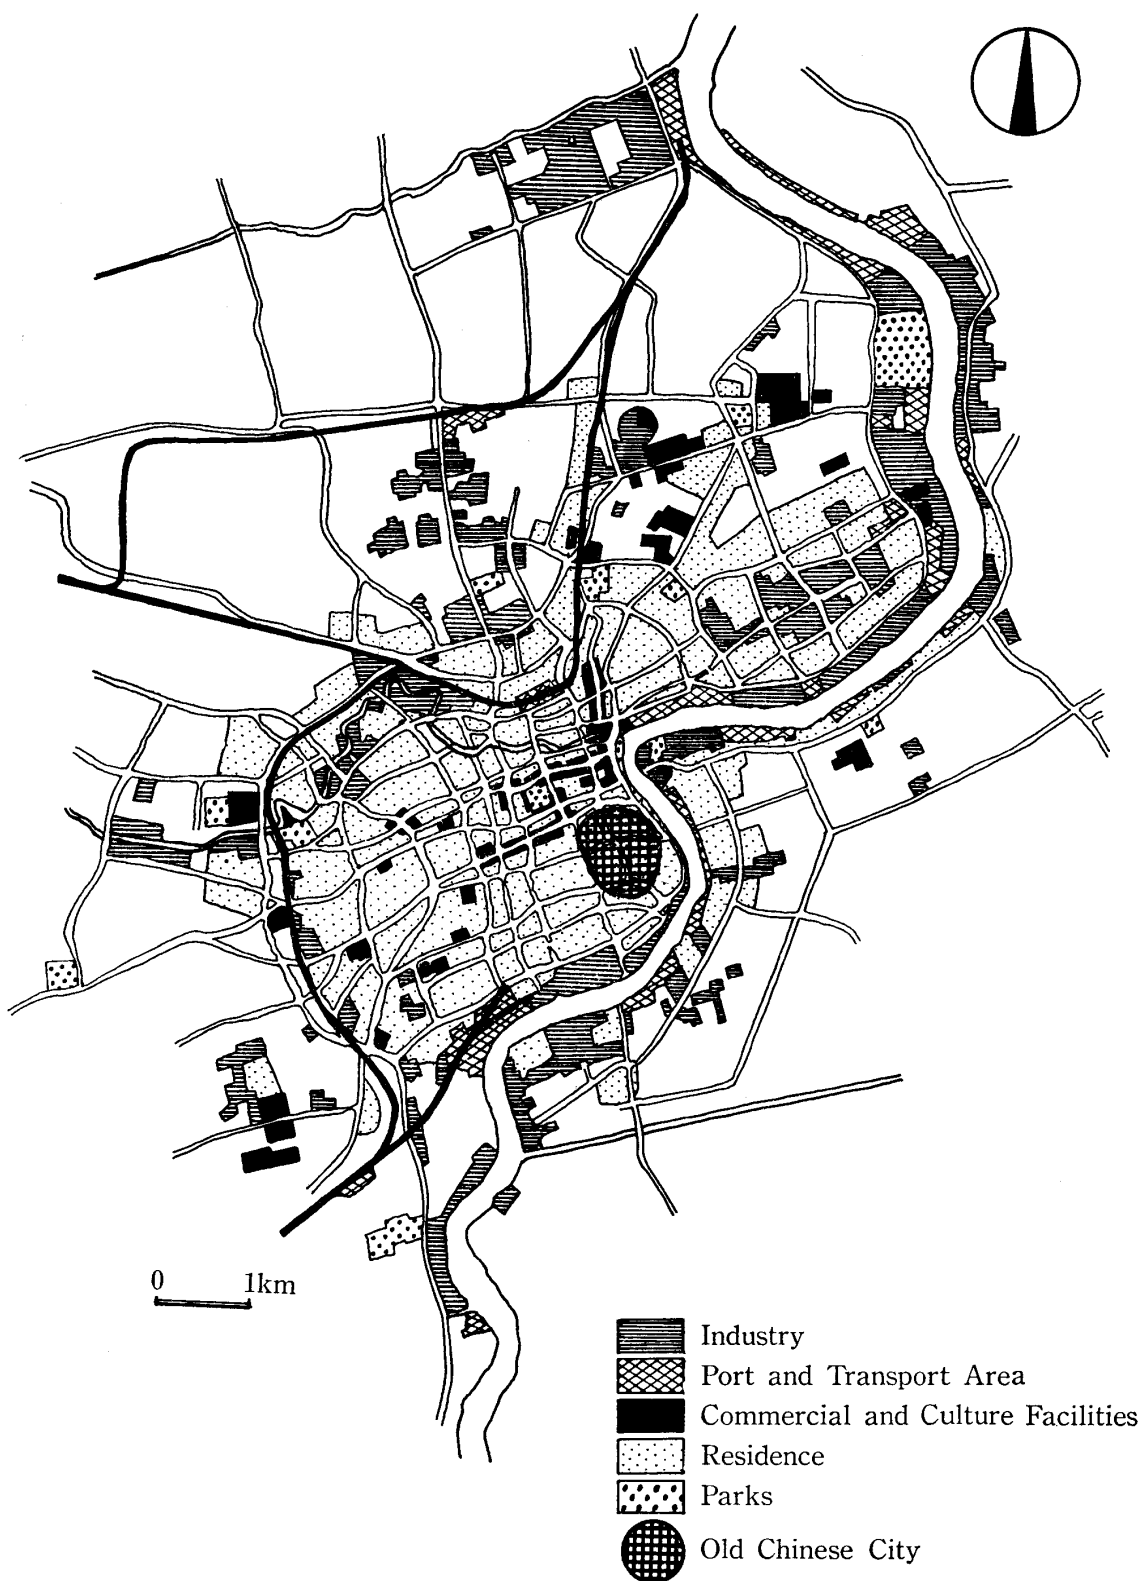 0 1km
Industry
Port and Transport Area
Commercial and Culture Facilities
Residence
Parks
Old Chinese City